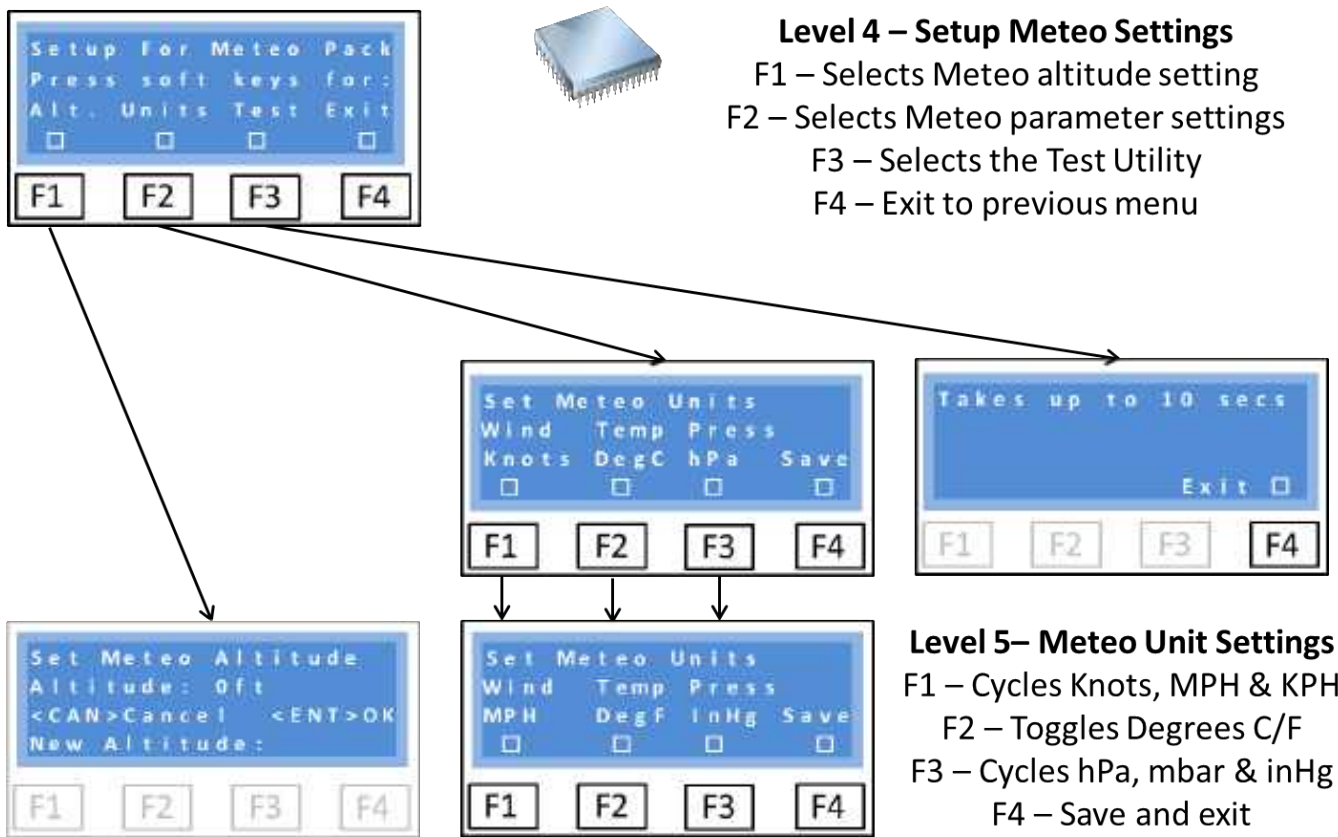 Setup For Meteo Pack
Press soft keys for:
Alt. Units Test Exit
F1 F2 F3 F4
Level 4 – Setup Meteo Settings
F1 – Selects Meteo altitude setting
F2 – Selects Meteo parameter settings
F3 – Selects the Test Utility
F4 – Exit to previous menu
Set Meteo Units
Wind Temp Press
Knots DegC hPa Save
F1 F2 F3 F4
Takes up to 10 secs
Exit
F1 F2 F3 F4
Set Meteo Altitude
Altitude: 0ft
<CAN>Cancel <ENT>OK
New Altitude:
F1 F2 F3 F4
Set Meteo Units
Wind Temp Press
MPH DegF inHg Save
F1 F2 F3 F4
Level 5– Meteo Unit Settings
F1 – Cycles Knots, MPH & KPH
F2 – Toggles Degrees C/F
F3 – Cycles hPa, mbar & inHg
F4 – Save and exit